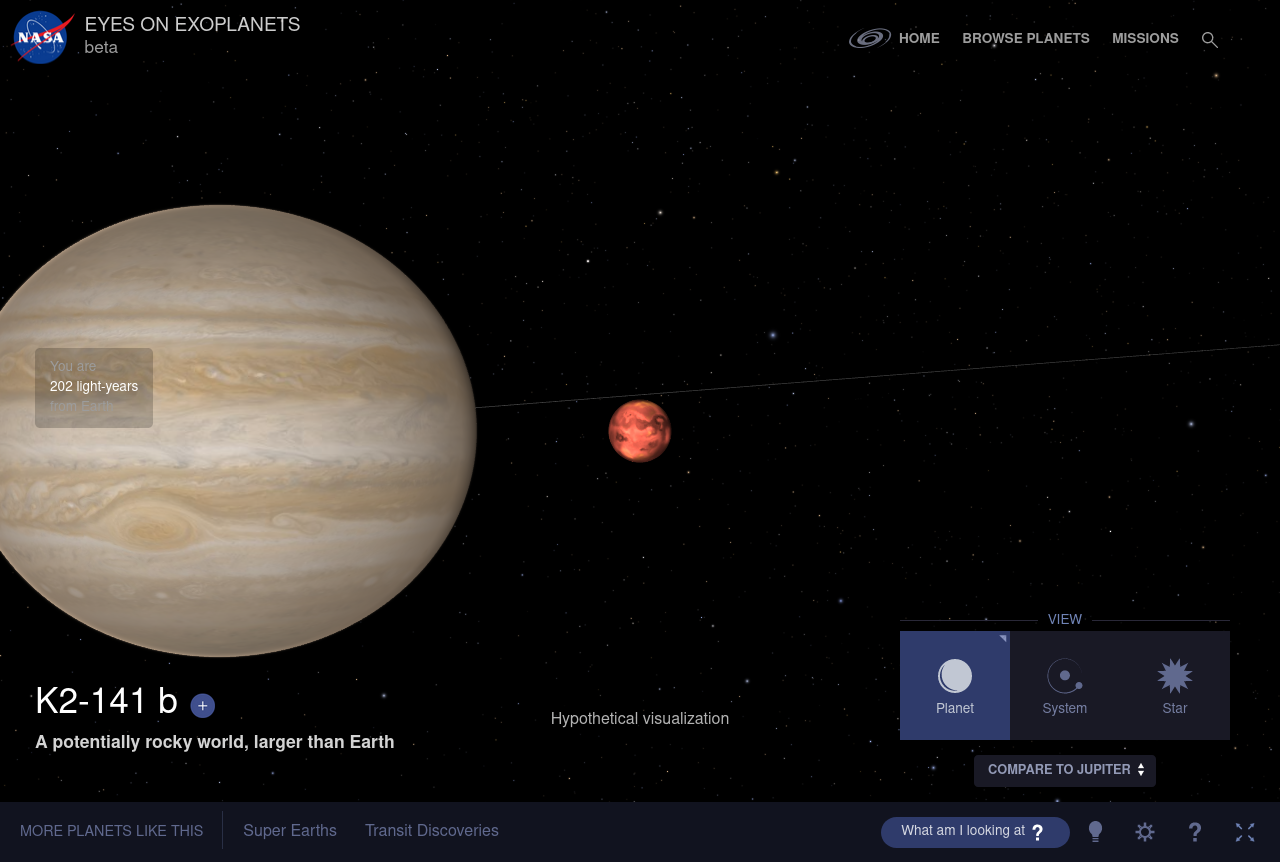 NASA
EYES ON EXOPLANETS
beta
HOME
BROWSE PLANETS
MISSIONS
You are
202 light-years
from Earth
K2-141 b +
A potentially rocky world, larger than Earth
Hypothetical visualization
VIEW
Planet
System
Star
COMPARE TO JUPITER
MORE PLANETS LIKE THIS
Super Earths
Transit Discoveries
What am I looking at ?
?